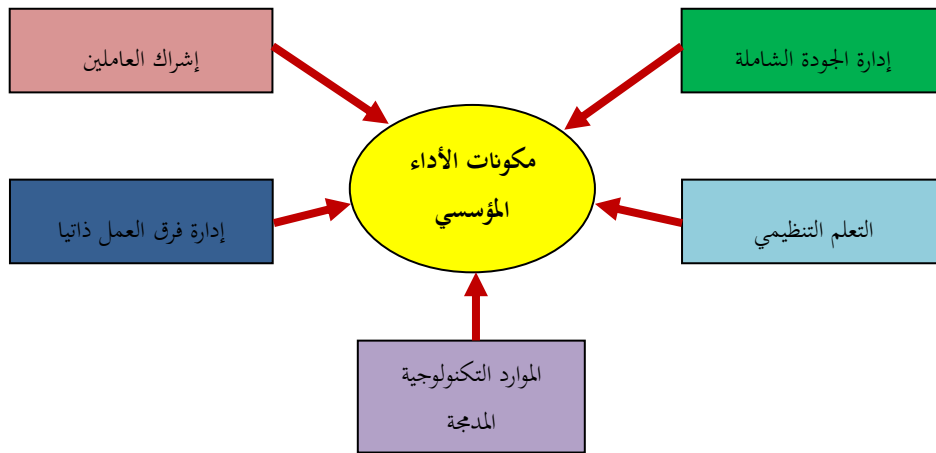 إدارة الجودة الشاملة
إشراك العاملين
مكونات الأداء
المؤسسي
التعلم التنظيمي
إدارة فرق العمل ذاتيا
الموارد التكنولوجية
المدمجة